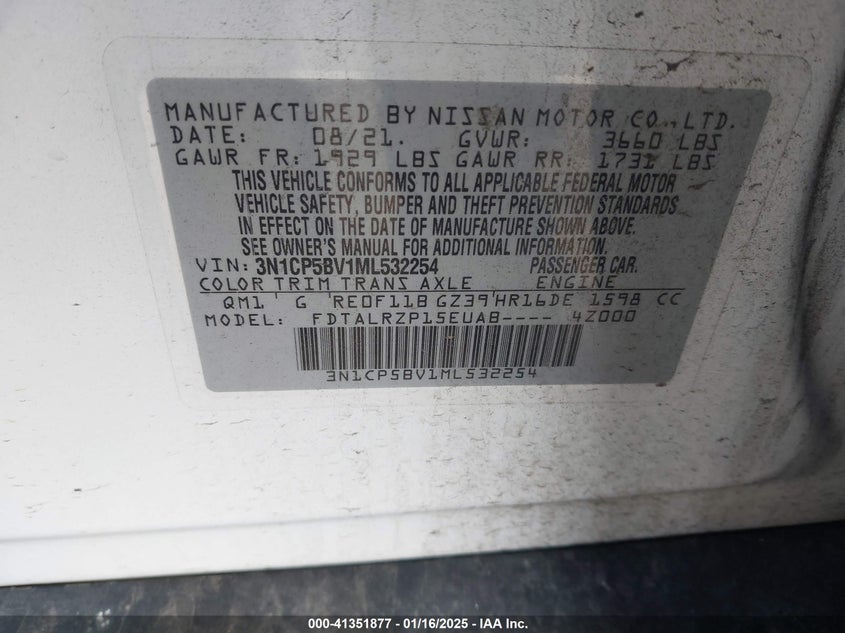 MANUFACTURED BY NISSAN MOTOR CO., LTD.
DATE: 08/21. GVWR: 3660 LBS
GAWR FR: 1929 LBS GAWR RR: 1731 LBS
THIS VEHICLE CONFORMS TO ALL APPLICABLE FEDERAL MOTOR
VEHICLE SAFETY, BUMPER AND THEFT PREVENTION STANDARDS
IN EFFECT ON THE DATE OF MANUFACTURE SHOWN ABOVE.
SEE OWNER'S MANUAL FOR ADDITIONAL INFORMATION.
VIN: 3N1CP5BV1ML532254 PASSENGER CAR.
COLOR TRIM TRANS AXLE ENGINE
QM1 G RE0F11B GZ39 HR16DE 1598 CC
MODEL: FDTALRZP15EUAB---- 4Z000
3N1CP5BV1ML532254
000-41351877 - 01/16/2025 - IAA Inc.